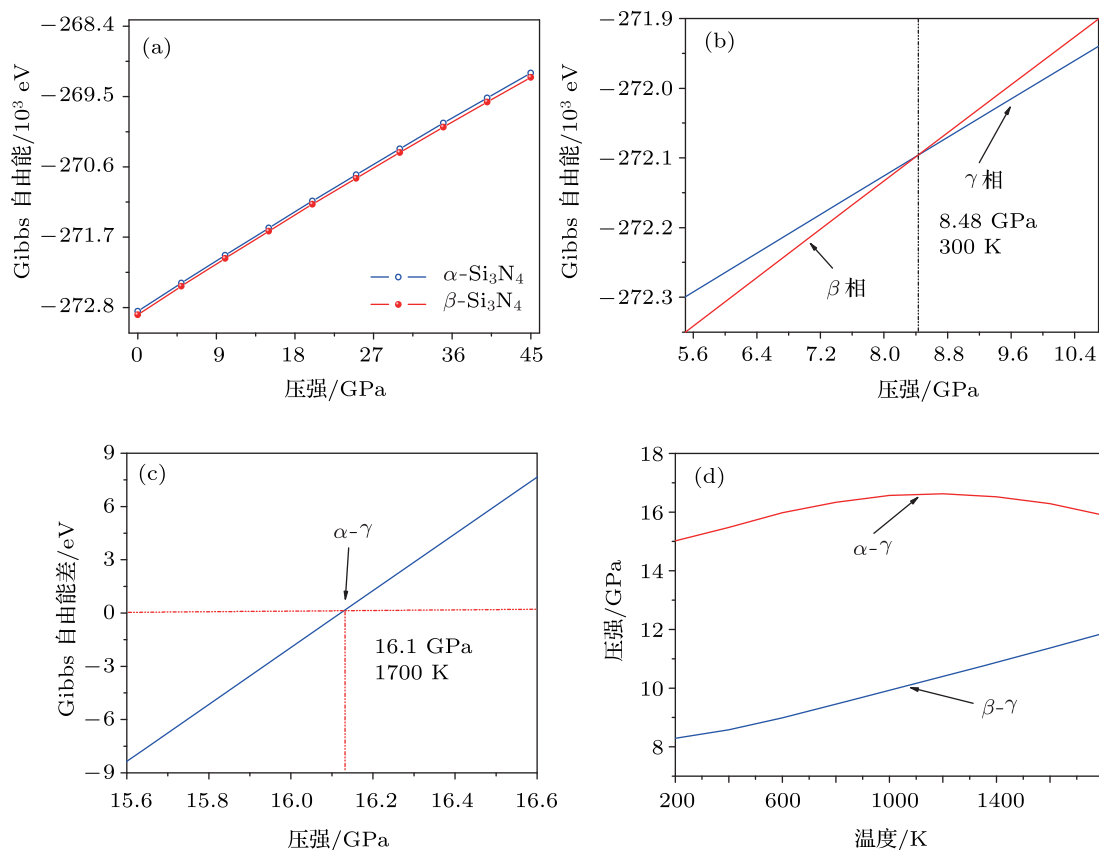 (a)
Gibbs 自由能/10³ eV
−268.4
−269.5
−270.6
−271.7
−272.8
0 9 18 27 36 45
压强/GPa
α-Si₃N₄
β-Si₃N₄
(b)
Gibbs 自由能/10³ eV
−271.9
−272.0
−272.1
−272.2
−272.3
γ相
8.48 GPa
300 K
β相
5.6 6.4 7.2 8.0 8.8 9.6 10.4
压强/GPa
(c)
Gibbs 自由能差/eV
9
6
3
0
−3
−6
−9
α-γ
16.1 GPa
1700 K
15.6 15.8 16.0 16.2 16.4 16.6
压强/GPa
(d)
压强/GPa
18
16
14
12
10
8
α-γ
β-γ
200 600 1000 1400
温度/K